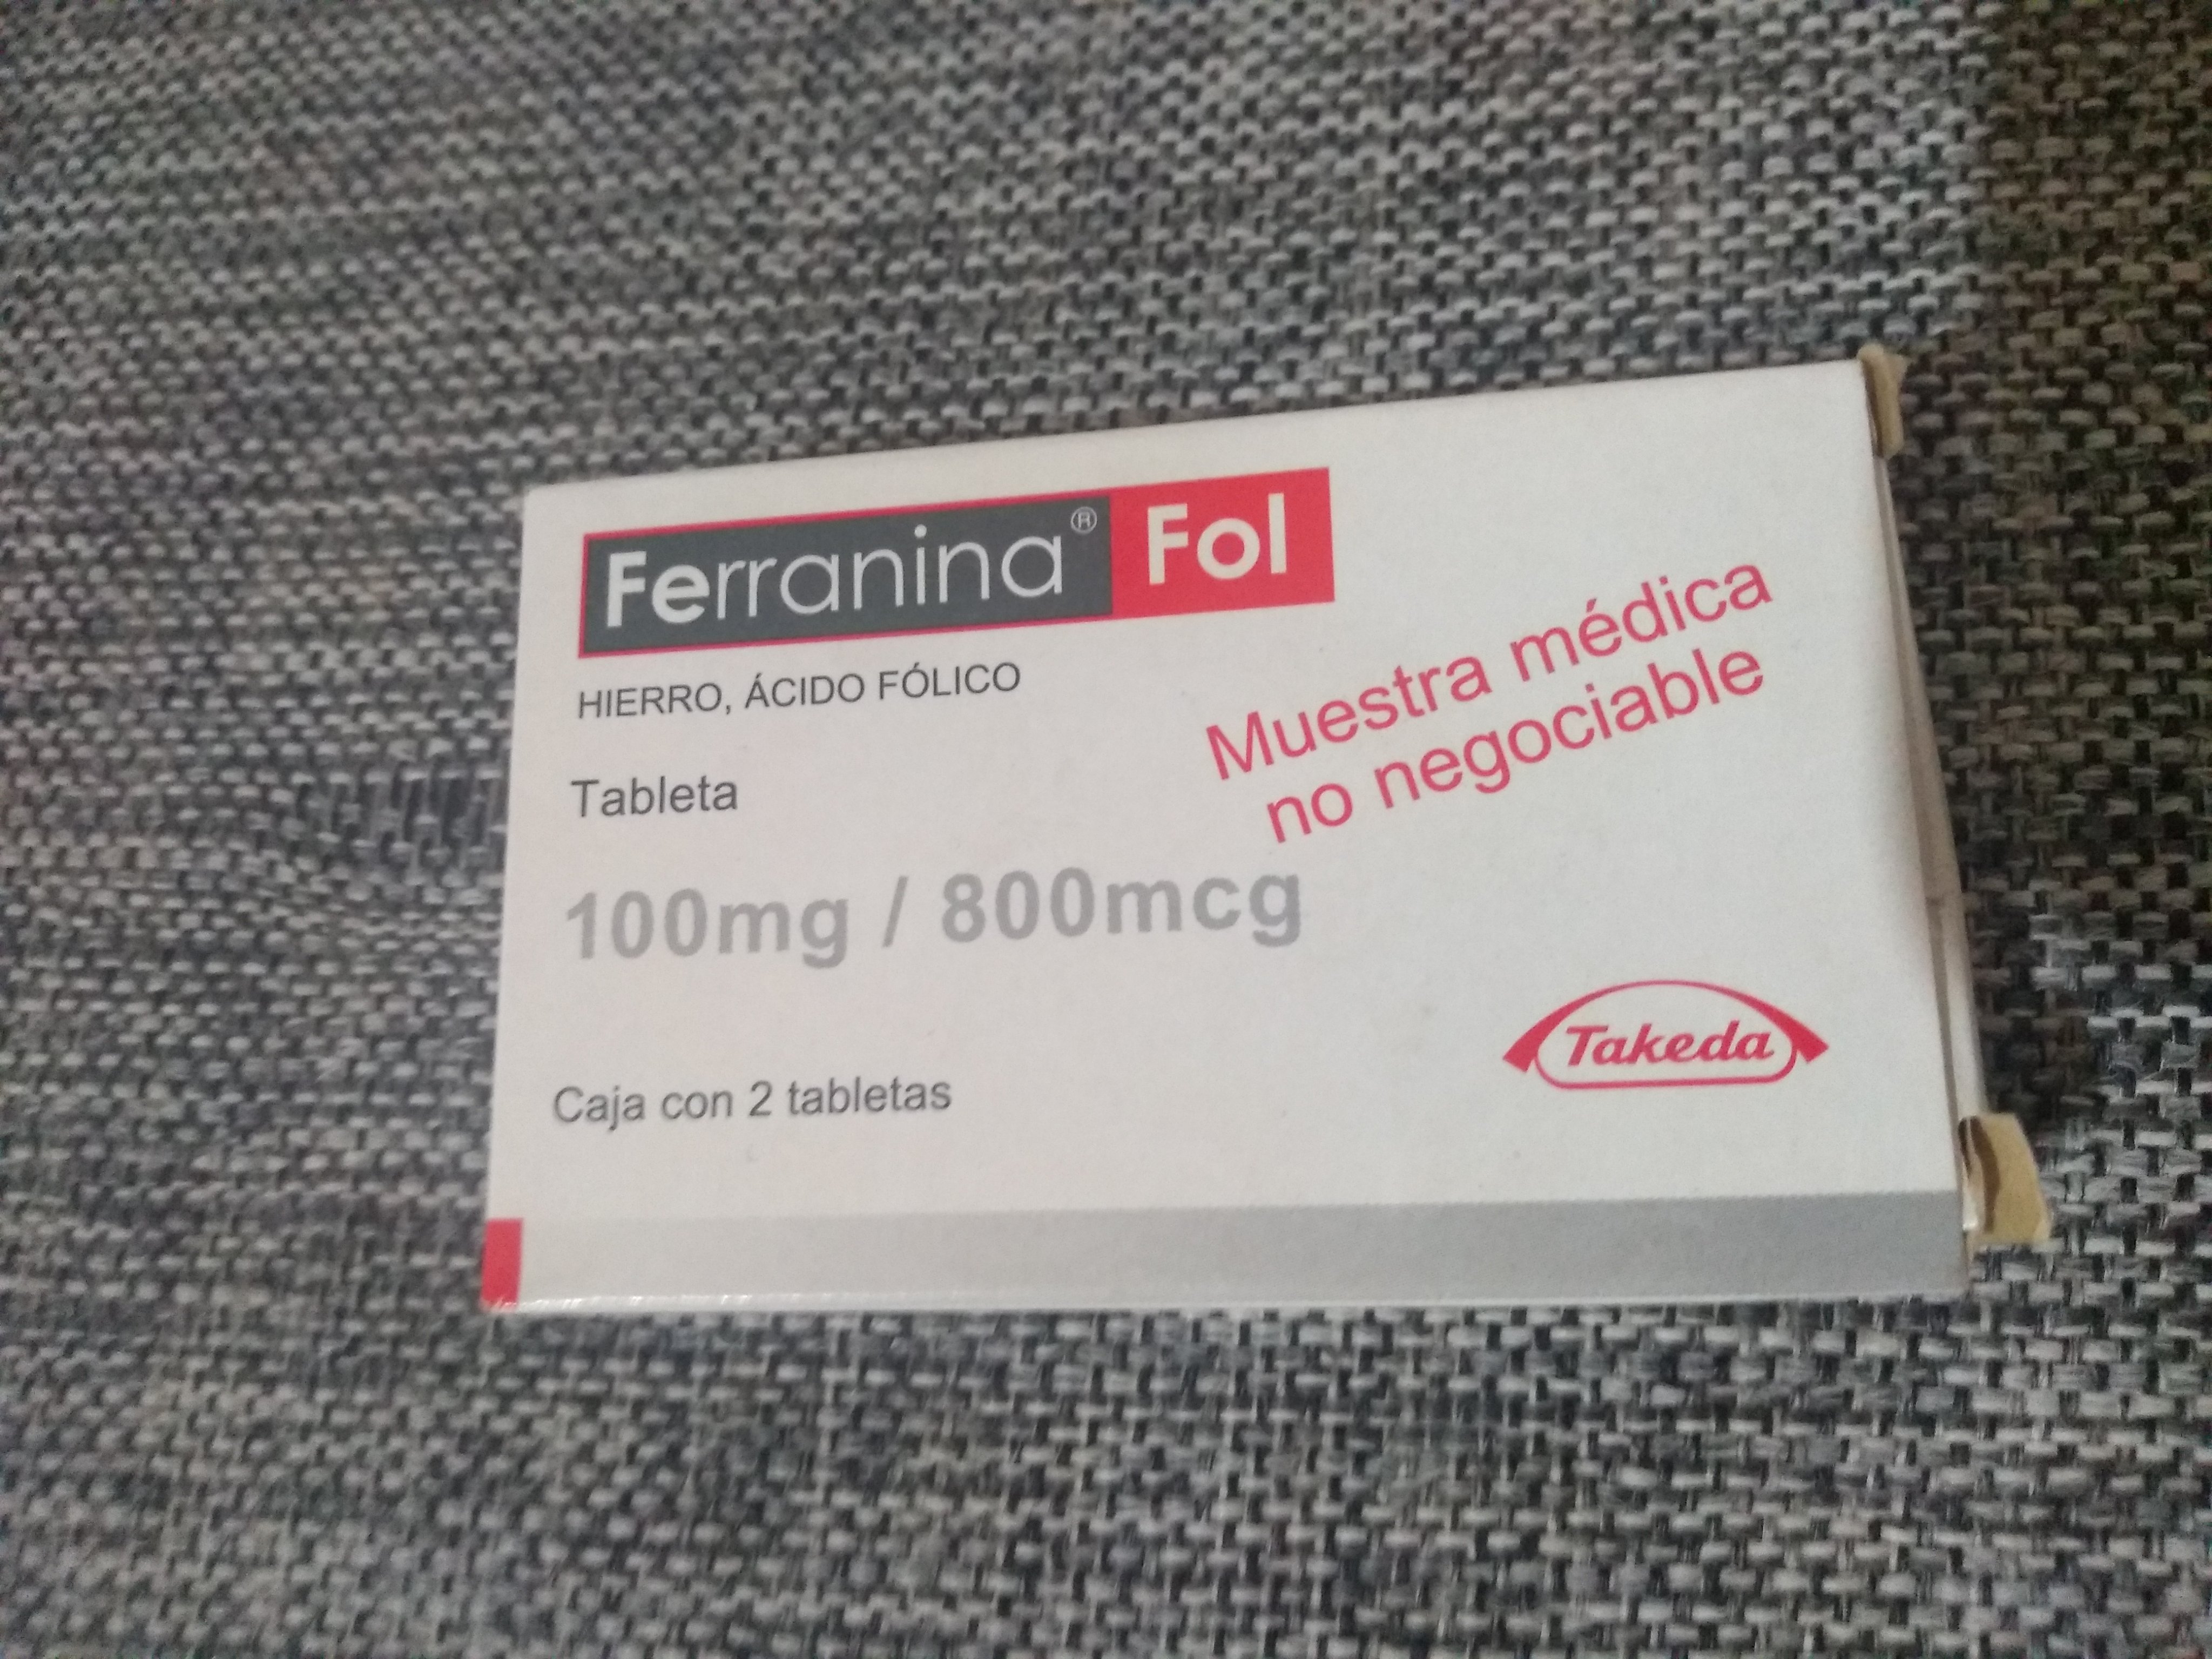 Ferranina® Fol
HIERRO, ÁCIDO FÓLICO
Tableta
Muestra médica
no negociable
100mg / 800mcg
Caja con 2 tabletas
Takeda